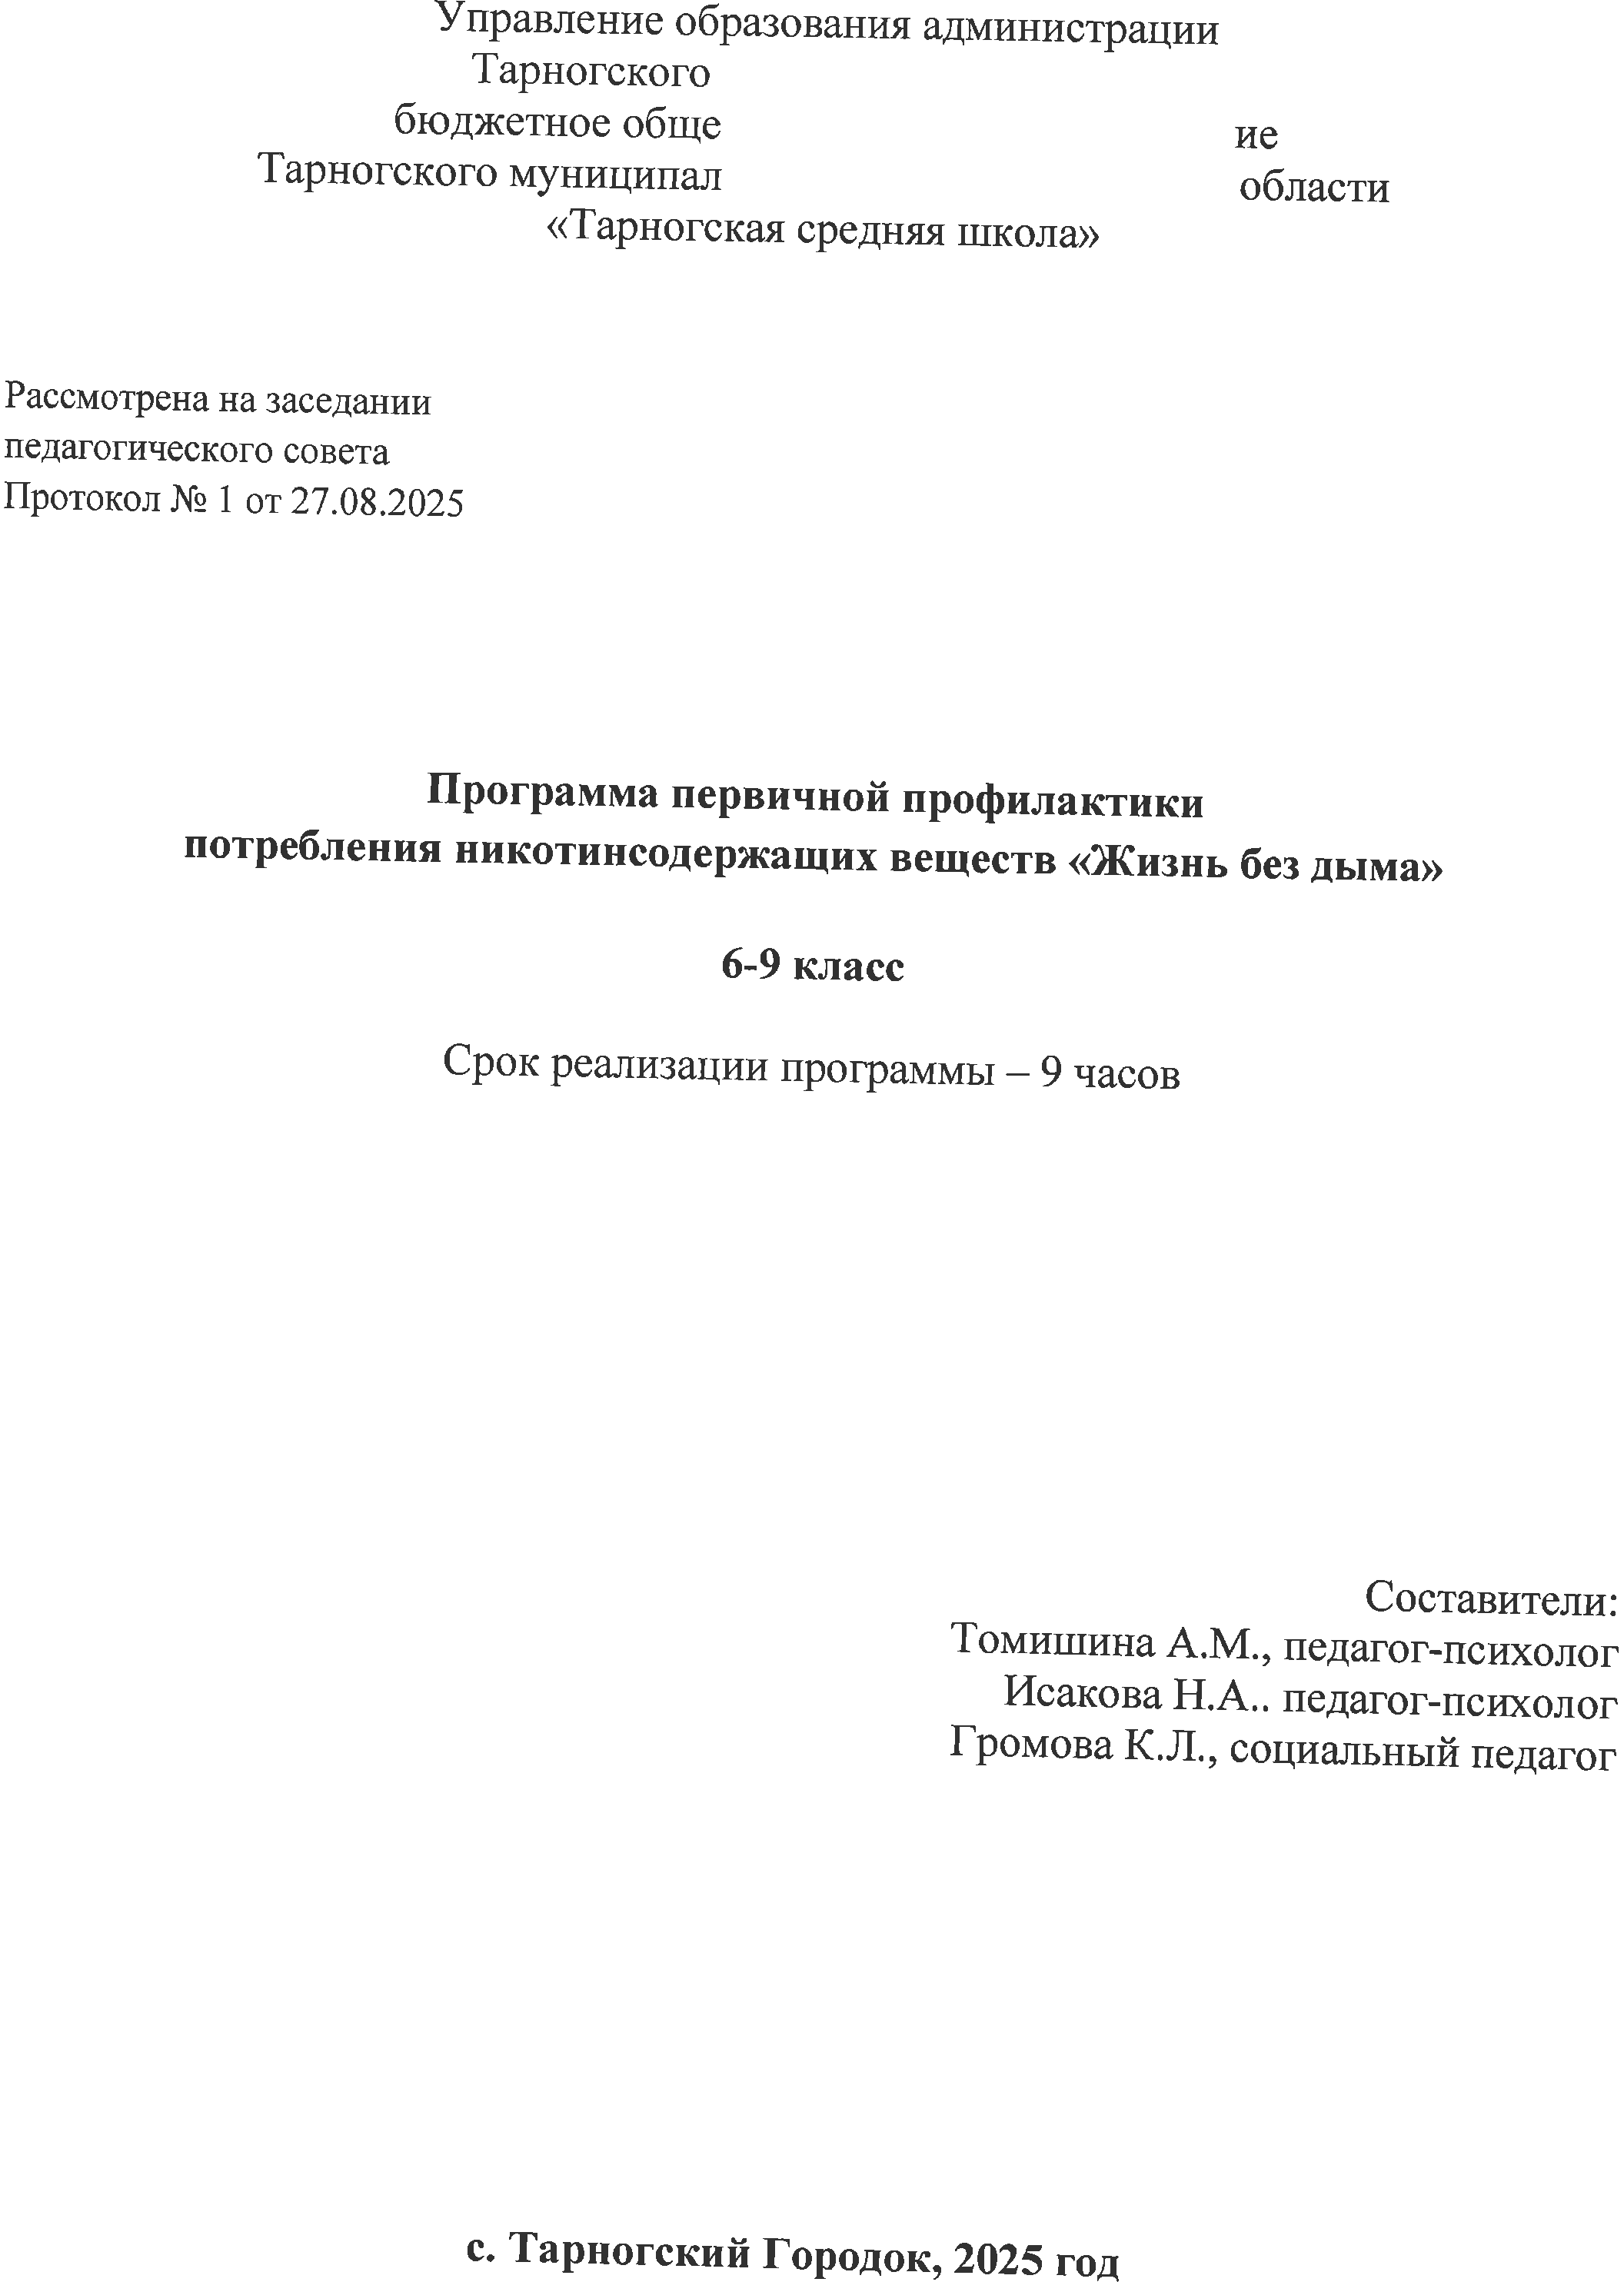 Управление образования администрации
Тарногского
бюджетное обще ие
Тарногского муниципал области
«Тарногская средняя школа»
Рассмотрена на заседании
педагогического совета
Протокол № 1 от 27.08.2025
Программа первичной профилактики
потребления никотинсодержащих веществ «Жизнь без дыма»
6-9 класс
Срок реализации программы – 9 часов
Составители:
Томишина А.М., педагог-психолог
Исакова Н.А.. педагог-психолог
Громова К.Л., социальный педагог
с. Тарногский Городок, 2025 год